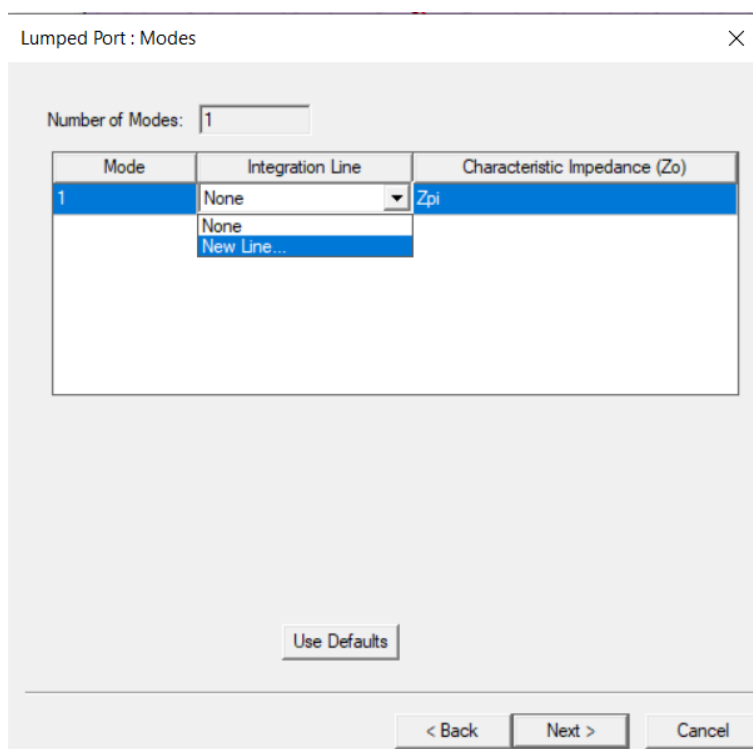 Lumped Port : Modes
Number of Modes: 1
Mode Integration Line Characteristic Impedance (Zo)
1 None Zpi
None
New Line...
Use Defaults
< Back Next > Cancel